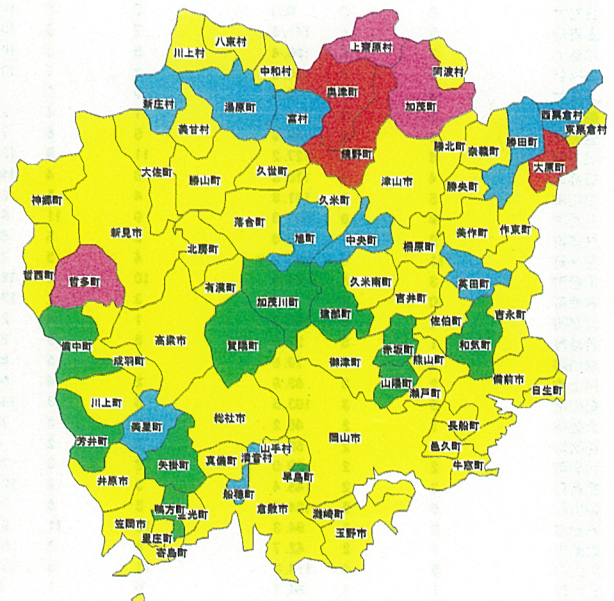 上齋原村
八束村
川上村
中和村
阿波村
奥津町
加茂町
新庄村
湯原町
富村
西粟倉村
東粟倉村
美甘村
勝田町
勝北町
奈義町
鏡野町
大原町
大佐町
久世町
勝山町
津山市
勝央町
神郷町
久米町
落合町
新見市
旭町
中央町
柵原町
美作町
作東町
北房町
哲西町
哲多町
有漢町
久米南町
英田町
加茂川町
吉井町
建部町
佐伯町
吉永町
備中町
高梁市
賀陽町
赤坂町
和気町
成羽町
御津町
熊山町
山陽町
瀬戸町
備前市
日生町
川上町
総社市
美星町
岡山市
長船町
芳井町
邑久町
山手村
矢掛町
真備町
清音村
牛窓町
早島町
井原市
船穂町
鴨方町
金光町
倉敷市
灘崎町
笠岡市
玉野市
里庄町
寄島町